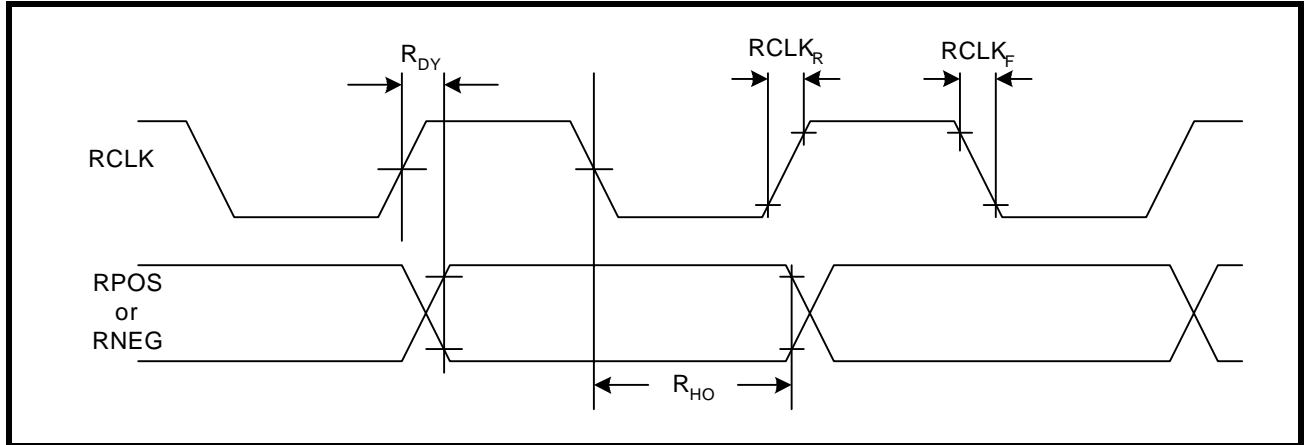 R_DY
RCLK_R
RCLK_F
RCLK
RPOS
or
RNEG
R_HO